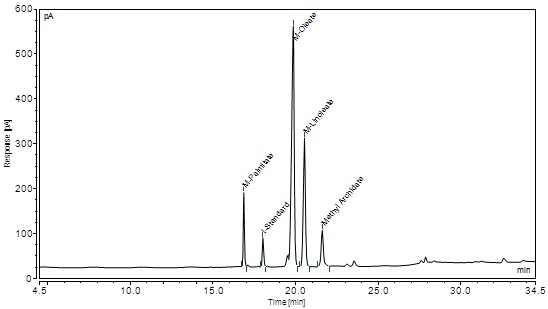 600
pA
M-Oleate
500
400
M-Linoleate
300
M-Palmitate
200
I-Standard
Methyl Archidate
100
0
min
4.5 10.0 15.0 20.0 25.0 30.0 34.5
Time [min]
Response [pA]